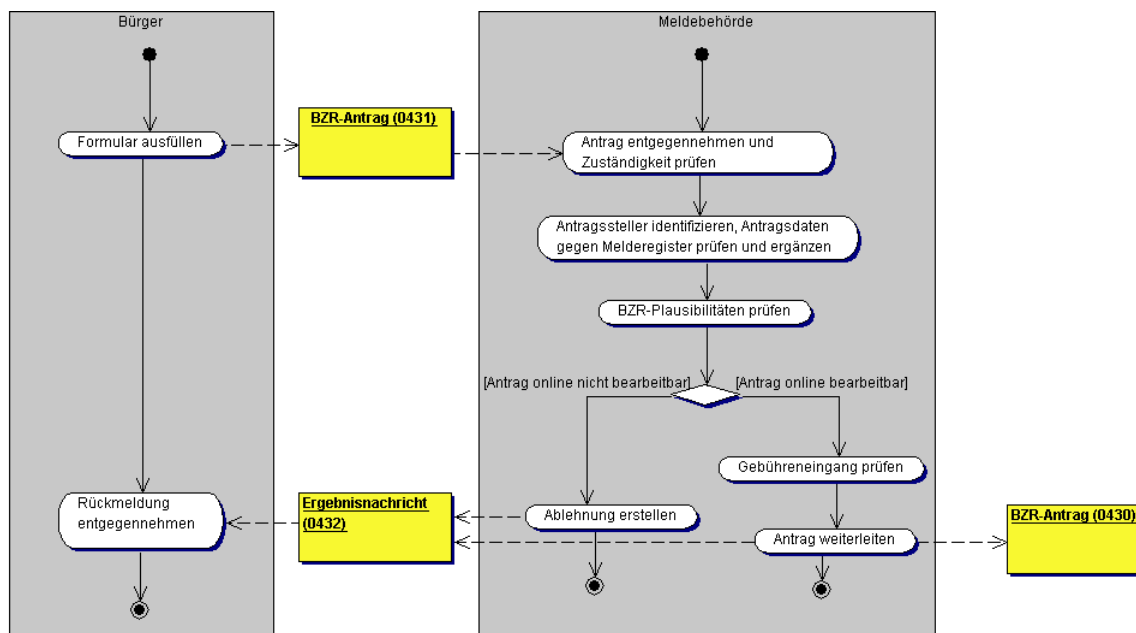 Bürger
Meldebehörde
BZR-Antrag (0431)
Formular ausfüllen
Antrag entgegennehmen und
Zuständigkeit prüfen
Antragssteller identifizieren, Antragsdaten
gegen Melderegister prüfen und ergänzen
BZR-Plausibilitäten prüfen
[Antrag online nicht bearbeitbar]
[Antrag online bearbeitbar]
Gebühreneingang prüfen
Rückmeldung
entgegennehmen
Ergebnisnachricht
(0432)
Ablehnung erstellen
Antrag weiterleiten
BZR-Antrag (0430)